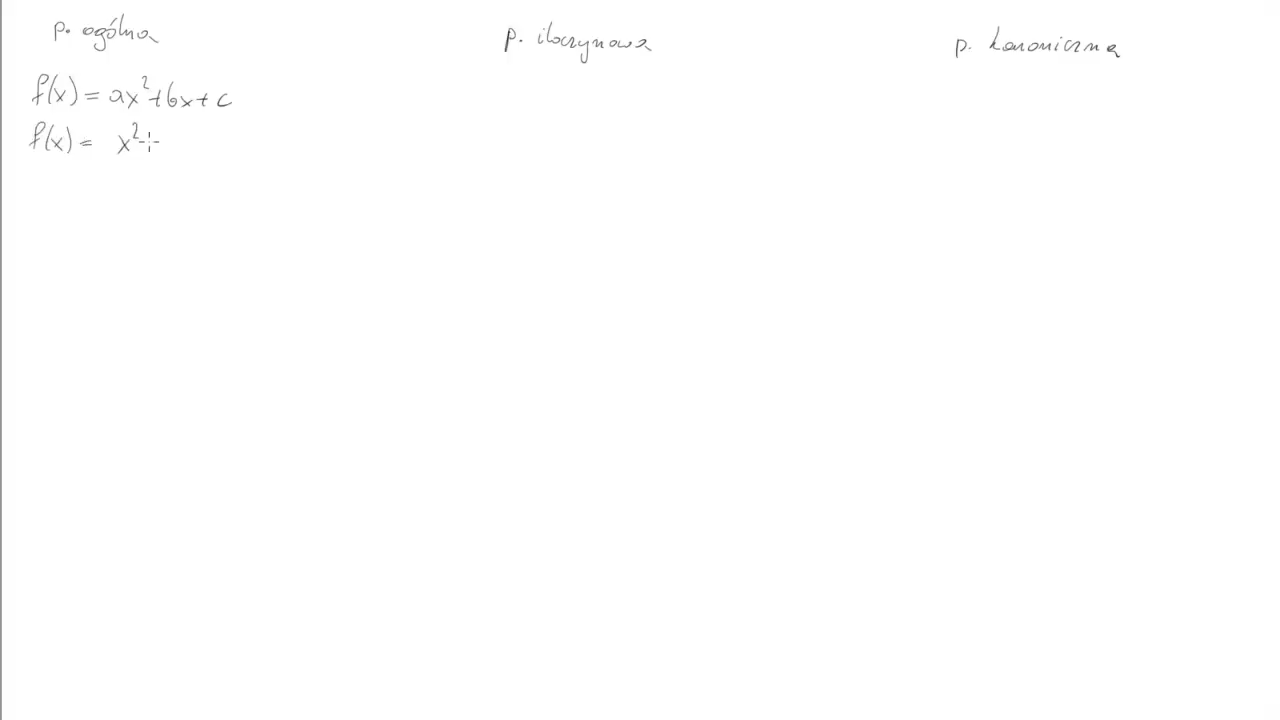 p. ogólna
p. iloczynowa
p. kanoniczna
f(x) = ax²+bx+c
f(x) = x²+